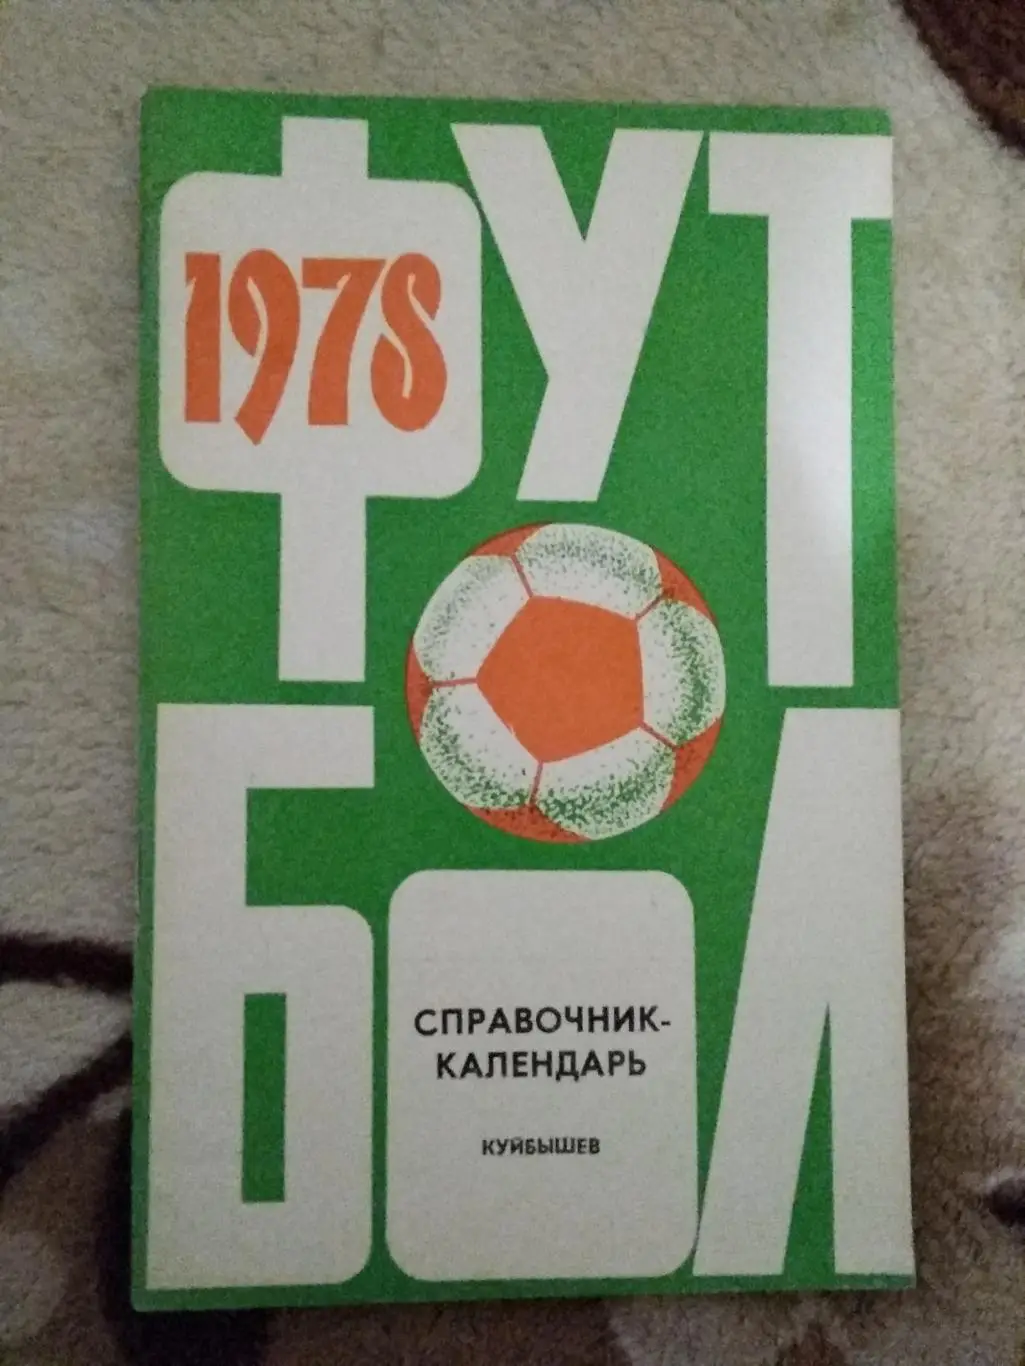 ФУТ
1978
БОЛ
СПРАВОЧНИК-
КАЛЕНДАРЬ
КУЙБЫШЕВ